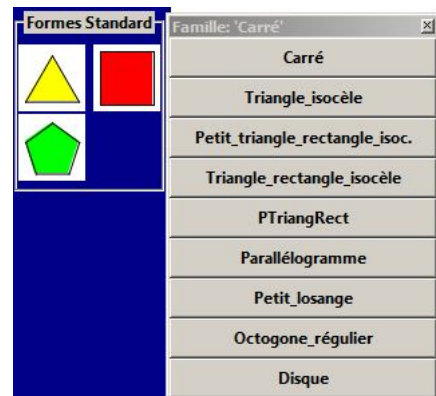 Formes Standard
Famille: 'Carré'
Carré
Triangle_isocèle
Petit_triangle_rectangle_isoc.
Triangle_rectangle_isocèle
PTriangRect
Parallélogramme
Petit_losange
Octogone_régulier
Disque